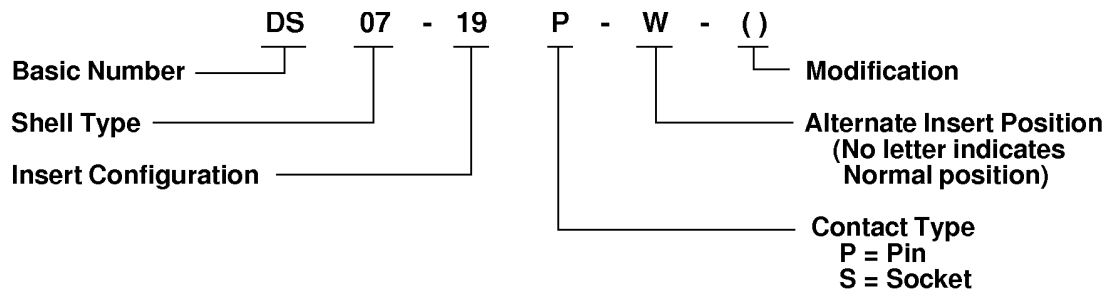 DS 07 - 19 P - W - ( )
Basic Number
Modification
Shell Type
Alternate Insert Position
(No letter indicates
Normal position)
Insert Configuration
Contact Type
P = Pin
S = Socket